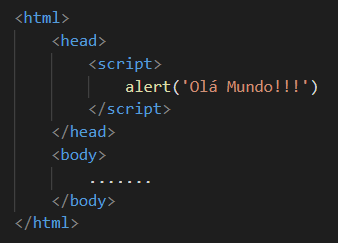 <html>
<head>
<script>
alert('Olá Mundo!!!')
</script>
</head>
<body>
.......
</body>
</html>